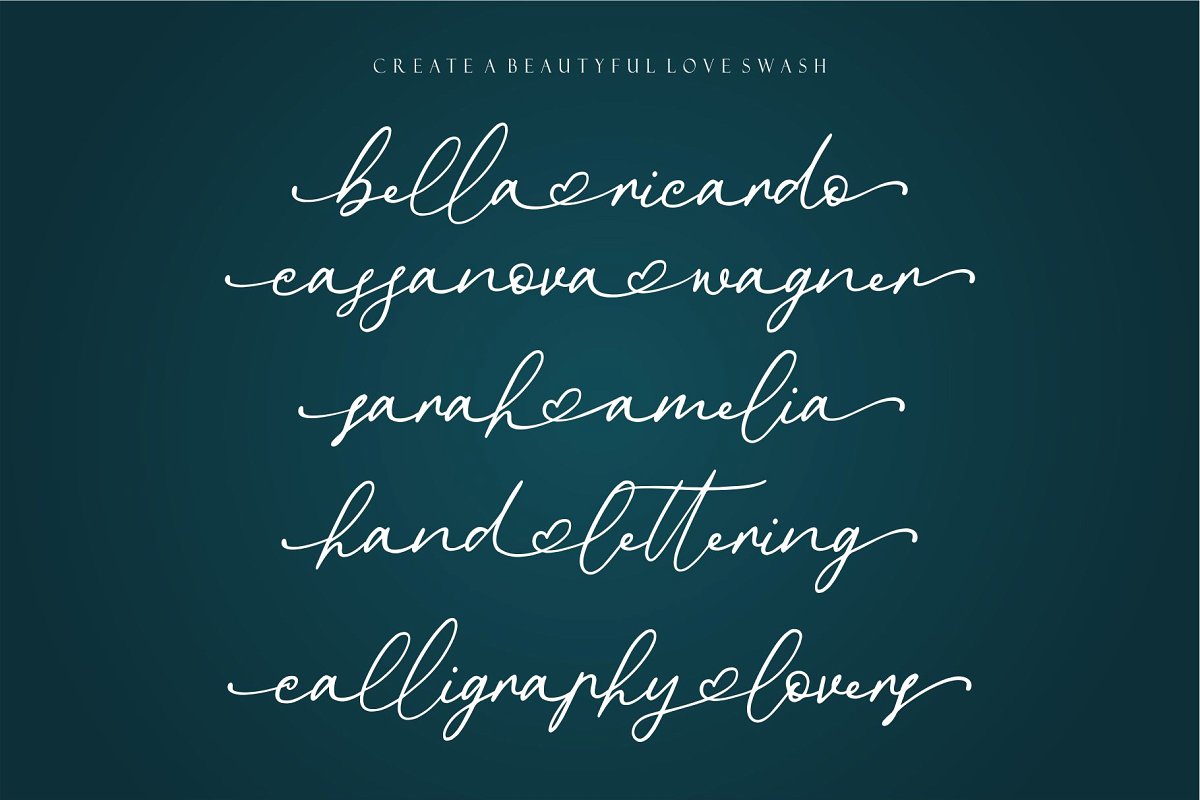 CREATE A BEAUTYFUL LOVE SWASH
bella ricardo
cassanova wagner
sarah amelia
hand lettering
calligraphy lovers